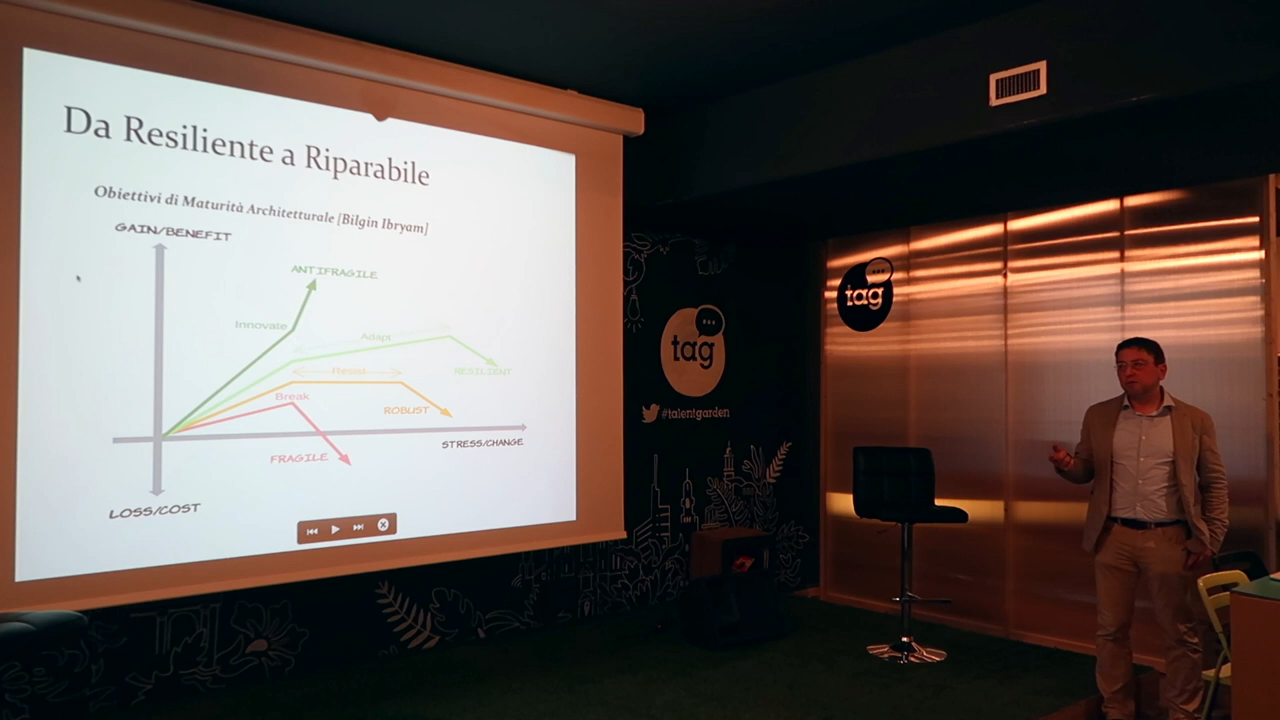 Da Resiliente a Riparabile
Obiettivi di Maturità Architetturale [Bilgin Ibryam]
GAIN/BENEFIT
ANTIFRAGILE
Innovate
Adapt
Resist
RESILIENT
Break
ROBUST
STRESS/CHANGE
FRAGILE
LOSS/COST
tag
#talentgarden
tag